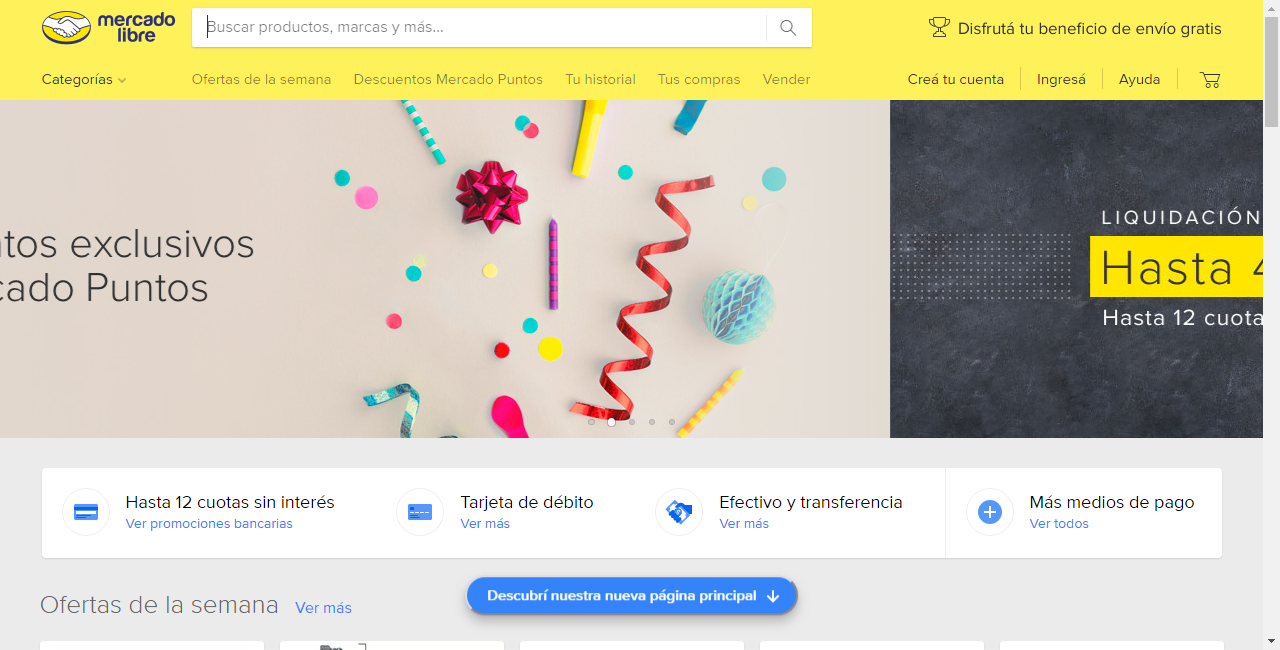 mercado
libre
Buscar productos, marcas y más...
Disfrutá tu beneficio de envío gratis
Categorías
Ofertas de la semana
Descuentos Mercado Puntos
Tu historial
Tus compras
Vender
Creá tu cuenta
Ingresá
Ayuda
exclusivos
Puntos
LIQUIDACIÓN
Hasta 4
Hasta 12 cuota
Hasta 12 cuotas sin interés
Ver promociones bancarias
Tarjeta de débito
Ver más
Efectivo y transferencia
Ver más
Más medios de pago
Ver todos
Descubrí nuestra nueva página principal
Ofertas de la semana
Ver más